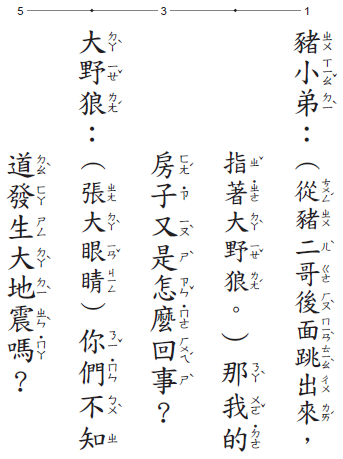 5 3 1
豬小弟：（從豬二哥後面跳出來，
指著大野狼。）那我的
房子又是怎麼回事？
大野狼：（張大眼睛）你們不知
道發生大地震嗎？